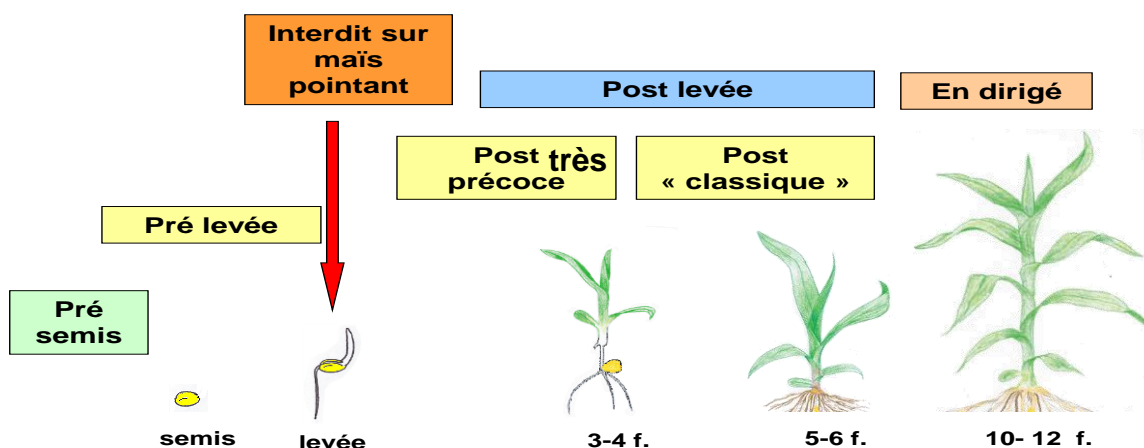 Interdit sur
maïs
pointant
Post levée
En dirigé
Post très
précoce
Post
« classique »
Pré levée
Pré
semis
semis
levée
3-4 f.
5-6 f.
10- 12 f.